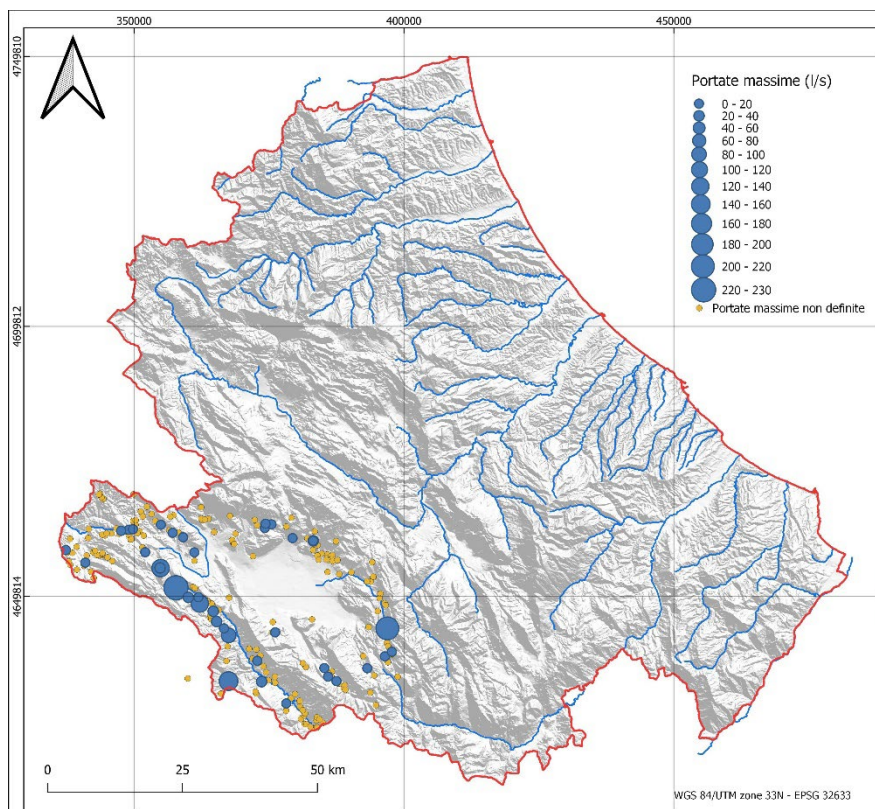 350000 400000 450000
4749810
4699812
4649814
Portate massime (l/s)
0 - 20
20 - 40
40 - 60
60 - 80
80 - 100
100 - 120
120 - 140
140 - 160
160 - 180
180 - 200
200 - 220
220 - 230
Portate massime non definite
0 25 50 km
WGS 84/UTM zone 33N - EPSG 32633